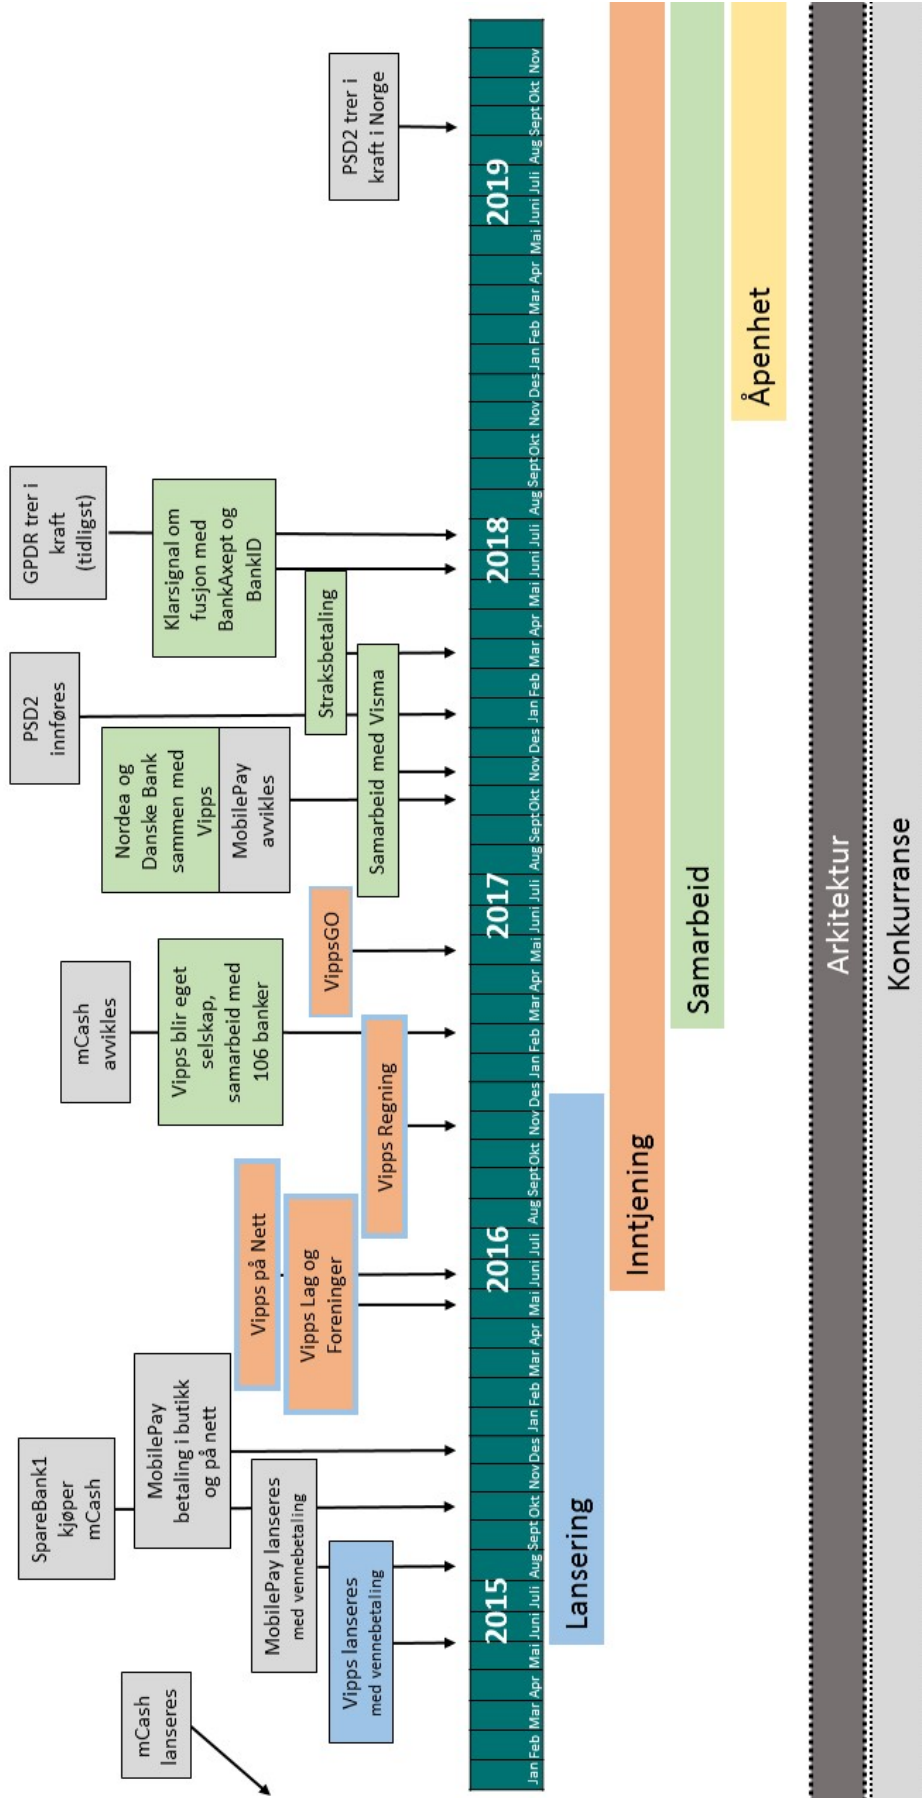 mCash
lanseres
SpareBank1
kjøper
mCash
MobilePay
betaling i butikk
og på nett
MobilePay lanseres
med vennebetaling
Vipps lanseres
med vennebetaling
Vipps på Nett
Vipps Lag og
Foreninger
Vipps Regning
mCash
avvikles
Vipps blir eget
selskap,
samarbeid med
106 banker
VippsGO
Nordea og
Danske Bank
sammen med
Vipps
MobilePay
avvikles
Samarbeid med Visma
PSD2
innføres
Straksbetaling
GPDR trer i
kraft
(tidligst)
Klarsignal om
fusjon med
BankAxept og
BankID
PSD2 trer i
kraft i Norge
2015 2016 2017 2018 2019
Jan Feb Mar Apr Mai Juni Juli Aug Sept Okt Nov Des Jan Feb Mar Apr Mai Juni Juli Aug Sept Okt Nov Des Jan Feb Mar Apr Mai Juni Juli Aug Sept Okt Nov Des Jan Feb Mar Apr Mai Juni Juli Aug Sept Okt Nov Des Jan Feb Mar Apr Mai Juni Juli Aug Sept Okt Nov
Lansering
Inntjening
Samarbeid
Åpenhet
Arkitektur
Konkurranse